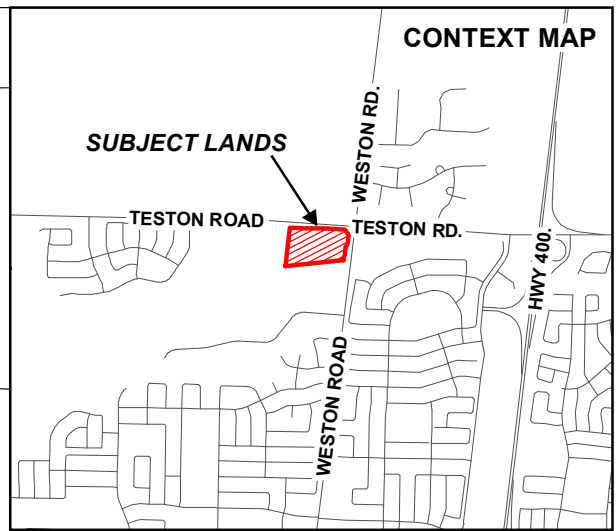 CONTEXT MAP
WESTON RD.
SUBJECT LANDS
TESTON ROAD
TESTON RD.
HWY 400.
WESTON ROAD